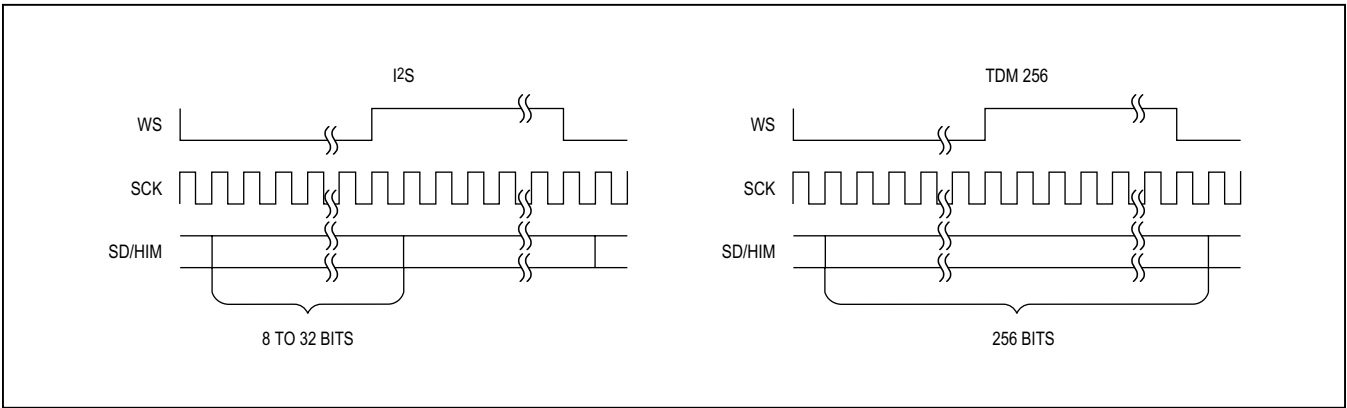 I²S
WS
SCK
SD/HIM
8 TO 32 BITS
TDM 256
WS
SCK
SD/HIM
256 BITS